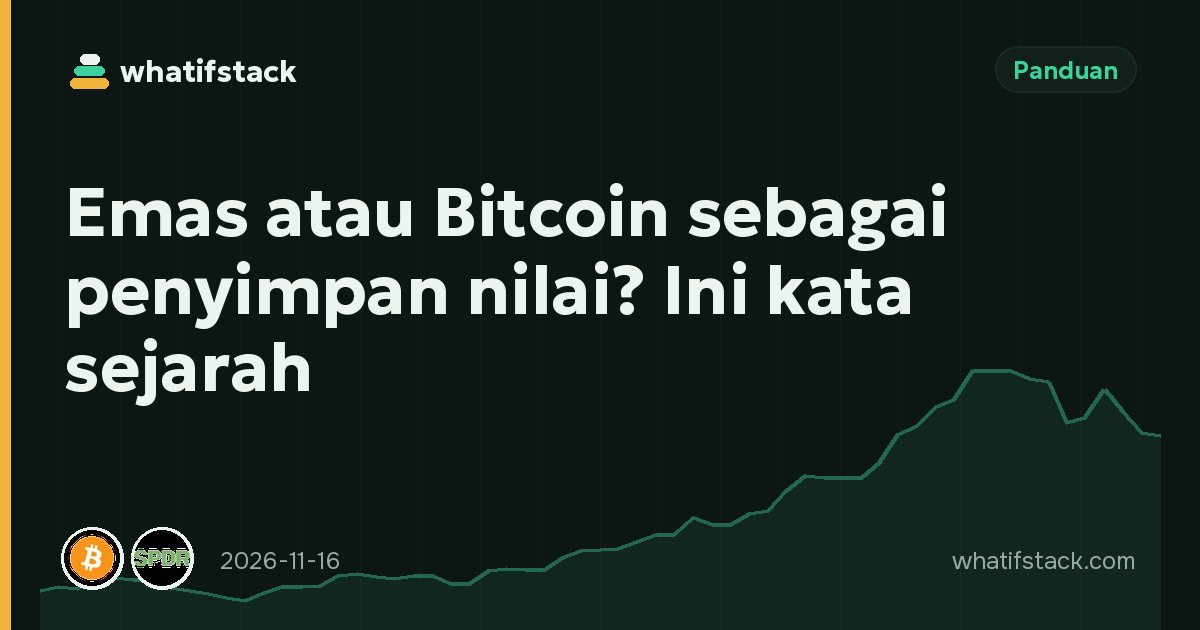 whatifstack
Panduan
Emas atau Bitcoin sebagai
penyimpan nilai? Ini kata
sejarah
SPDR
2026-11-16
whatifstack.com